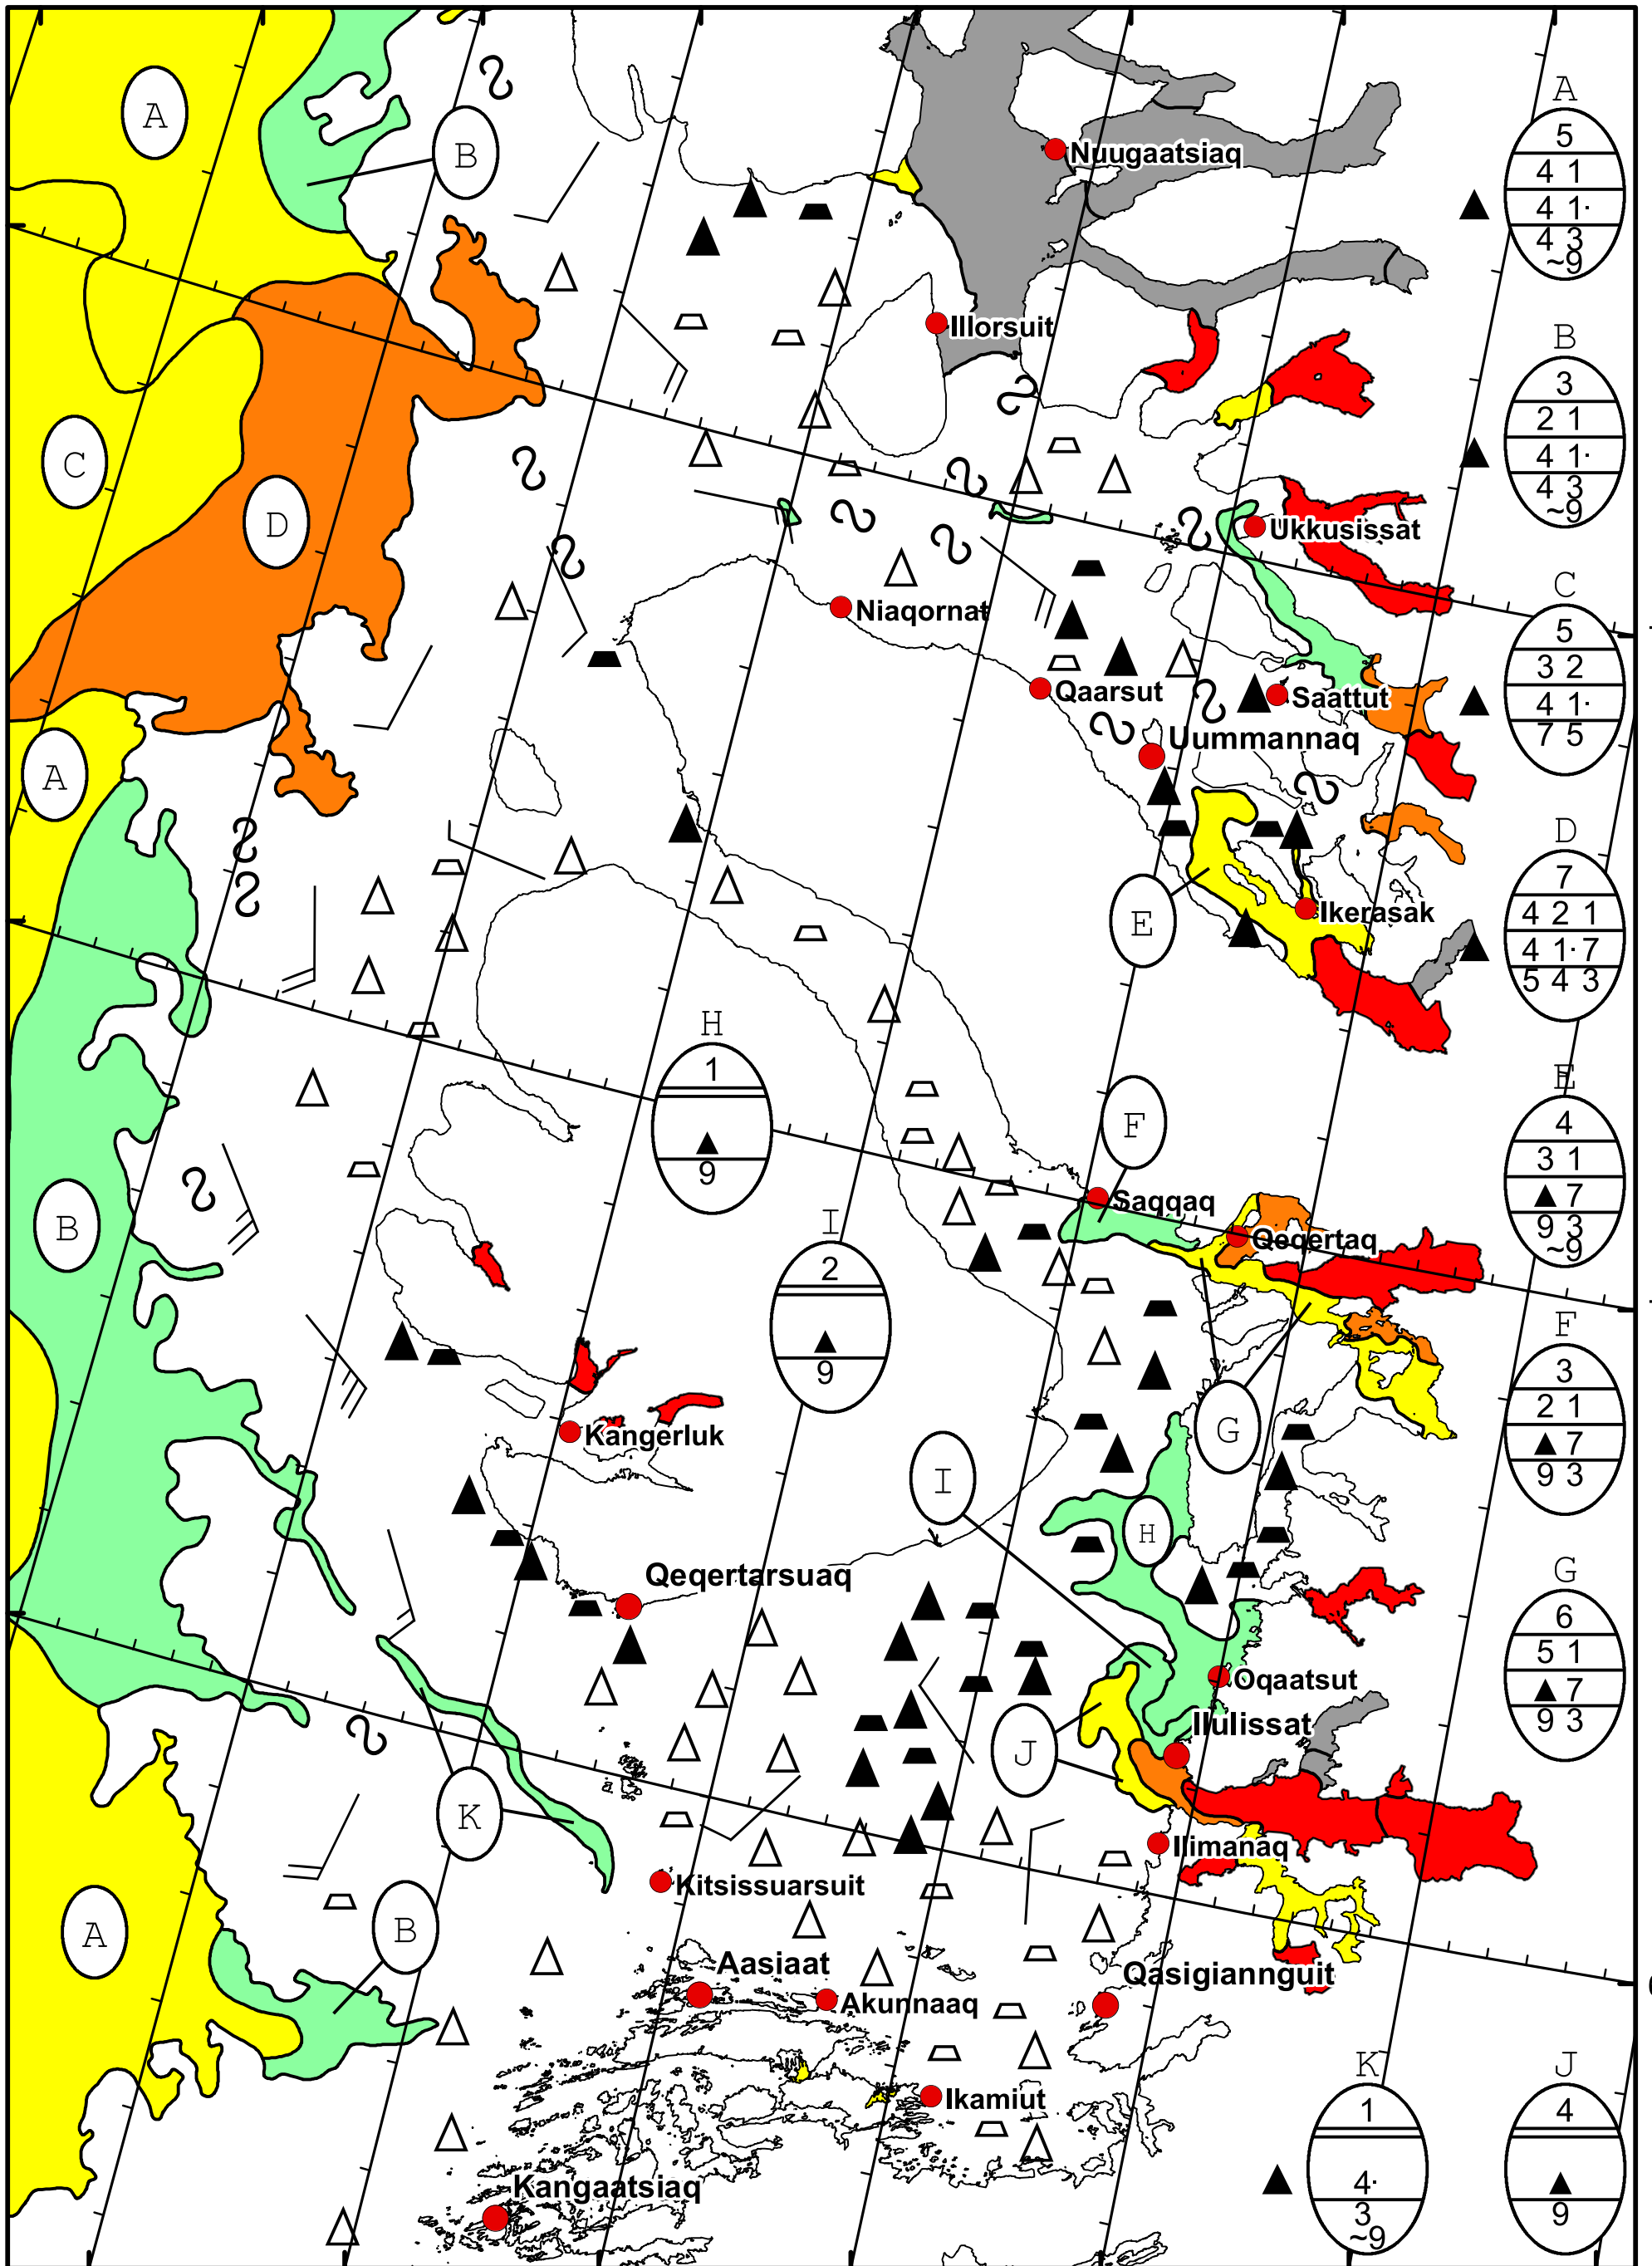 A
B
C
D
A
B
A
B
K
E
F
G
H
I
J
Nuugaatsiaq
Illorsuit
Ukkusissat
Niaqornat
Qaarsut
Saattut
Uummannaq
Ikerasak
Saqqaq
Qeqertaq
Kangerluk
Qeqertarsuaq
Oqaatsut
Ilulissat
Ilimanaq
Kitsissuarsuit
Aasiaat
Akunnaaq
Qasigiannguit
Ikamiut
Kangaatsiaq
A
5
4 1
4 1·
4 3
~9
B
3
2 1
4 1·
4 3
~9
C
5
3 2
4 1·
7 5
D
7
4 2 1
4 1· 7
5 4 3
E
4
3 1
▲ 7
9 3
~9
F
3
2 1
▲ 7
9 3
G
6
5 1
▲ 7
9 3
H
1
▲
9
I
2
▲
9
K
1
4·
3
~9
J
4
▲
9